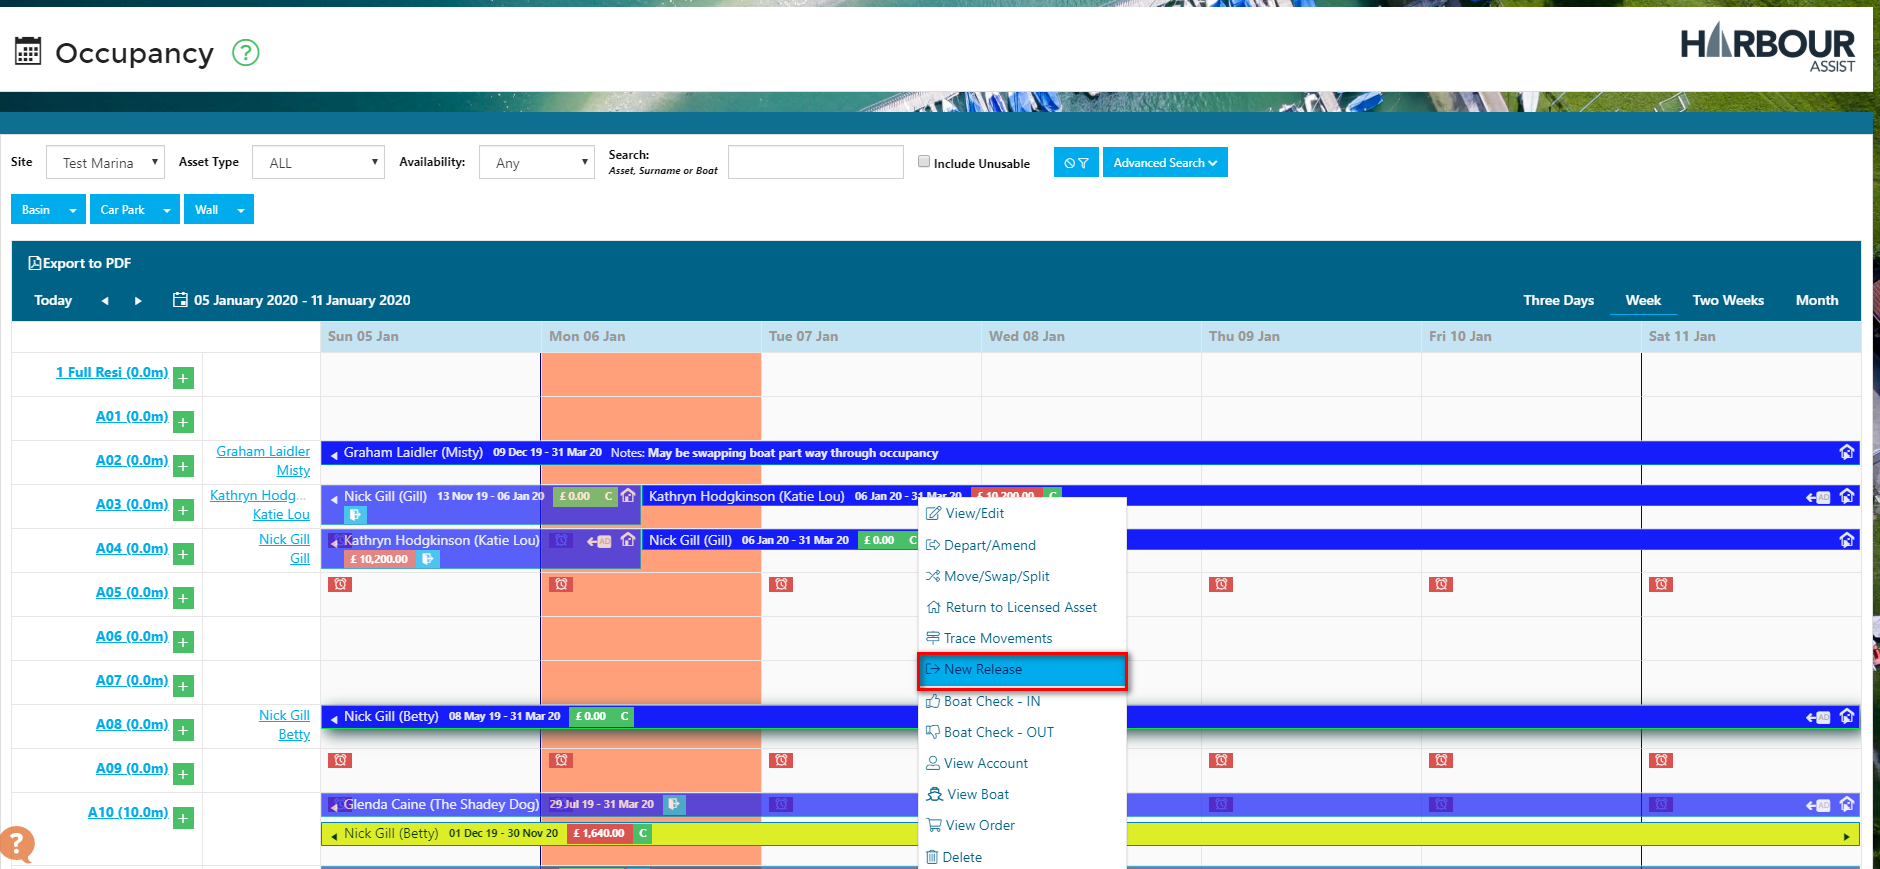 Occupancy ?
HARBOUR
ASSIST
Site Test Marina Asset Type ALL Availability: Any Search: Include Unusable Advanced Search
Asset, Surname or Boat
Basin Car Park Wall
Export to PDF
Today 05 January 2020 - 11 January 2020 Three Days Week Two Weeks Month
Sun 05 Jan Mon 06 Jan Tue 07 Jan Wed 08 Jan Thu 09 Jan Fri 10 Jan Sat 11 Jan
1 Full Resi (0.0m) +
A01 (0.0m) +
A02 (0.0m) + Graham Laidler Graham Laidler (Misty) 09 Dec 19 - 31 Mar 20 Notes: May be swapping boat part way through occupancy
Misty
A03 (0.0m) + Kathryn Hodg... Nick Gill (Gill) 13 Nov 19 - 06 Jan 20 £ 0.00 C Kathryn Hodgkinson (Katie Lou) 06 Jan 20 - 31 Mar 20 £ 10,200.00 C AD
Katie Lou
A04 (0.0m) + Nick Gill Kathryn Hodgkinson (Katie Lou) AD Nick Gill (Gill) 06 Jan 20 - 31 Mar 20 £ 0.00 C
Gill £ 10,200.00
A05 (0.0m) +
A06 (0.0m) +
A07 (0.0m) +
A08 (0.0m) + Nick Gill Nick Gill (Betty) 08 May 19 - 31 Mar 20 £ 0.00 C AD
Betty
A09 (0.0m) +
A10 (10.0m) + Glenda Caine (The Shadey Dog) 29 Jul 19 - 31 Mar 20 AD
Nick Gill (Betty) 01 Dec 19 - 30 Nov 20 £ 1,640.00 C
View/Edit
Depart/Amend
Move/Swap/Split
Return to Licensed Asset
Trace Movements
New Release
Boat Check - IN
Boat Check - OUT
View Account
View Boat
View Order
Delete
?